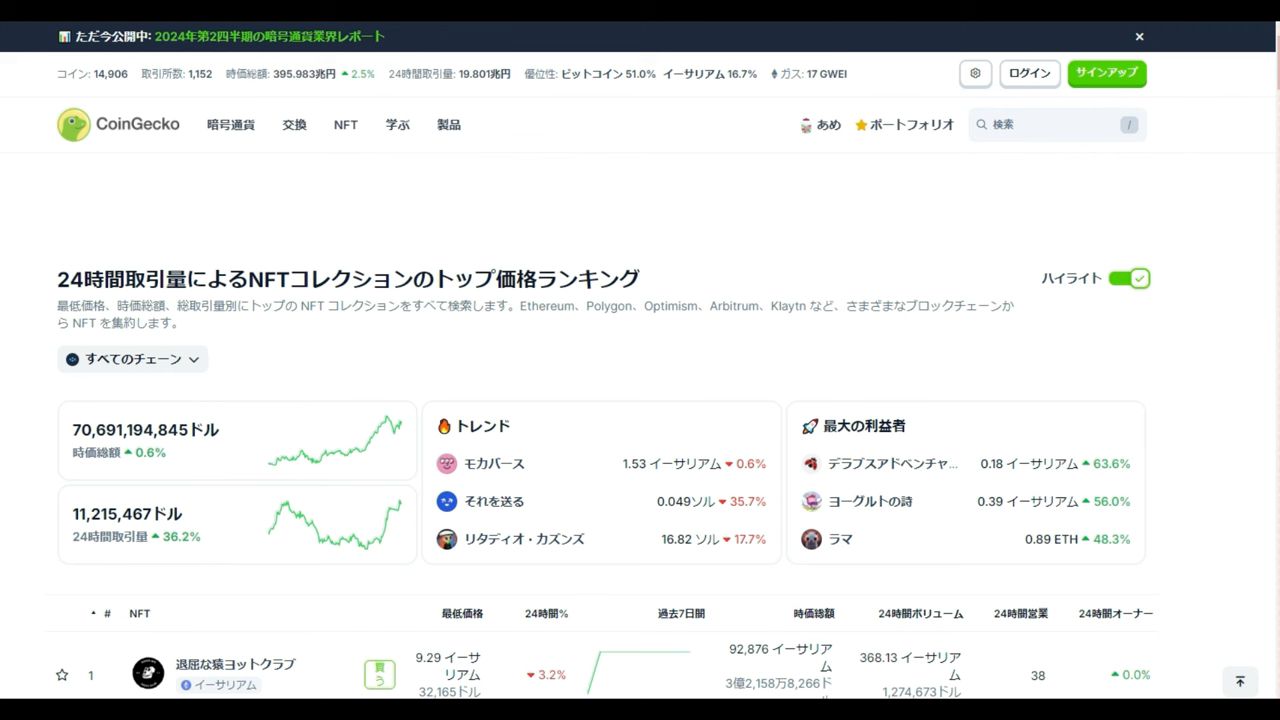 ただ今公開中: 2024年第2四半期の暗号通貨業界レポート
コイン: 14,906 取引所数: 1,152 時価総額: 395.983兆円 2.5% 24時間取引量: 19.801兆円 優位性: ビットコイン 51.0% イーサリアム 16.7% ガス: 17 GWEI
ログイン
サインアップ
CoinGecko 暗号通貨 交換 NFT 学ぶ 製品 あめ ポートフォリオ 検索 /
24時間取引量によるNFTコレクションのトップ価格ランキング
ハイライト
最低価格、時価総額、総取引量別にトップの NFT コレクションをすべて検索します。Ethereum、Polygon、Optimism、Arbitrum、Klaytn など、さまざまなブロックチェーンか
ら NFT を集約します。
すべてのチェーン
70,691,194,845ドル
時価総額 0.6%
11,215,467ドル
24時間取引量 36.2%
トレンド
モカバース 1.53 イーサリアム 0.6%
それを送る 0.049ソル 35.7%
リタディオ・カズンズ 16.82 ソル 17.7%
最大の利益者
デラブスアドベンチャ... 0.18 イーサリアム 63.6%
ヨーグルトの詩 0.39 イーサリアム 56.0%
ラマ 0.89 ETH 48.3%
# NFT 最低価格 24時間% 過去7日間 時価総額 24時間ボリューム 24時間営業 24時間オーナー
1
退屈な猿ヨットクラブ
イーサリアム
買
う
9.29 イーサ
リアム
32,165ドル
3.2%
92,876 イーサリア
ム
3億2,158万8,266ド
368.13 イーサリア
ム
1,274,673ドル
38
0.0%